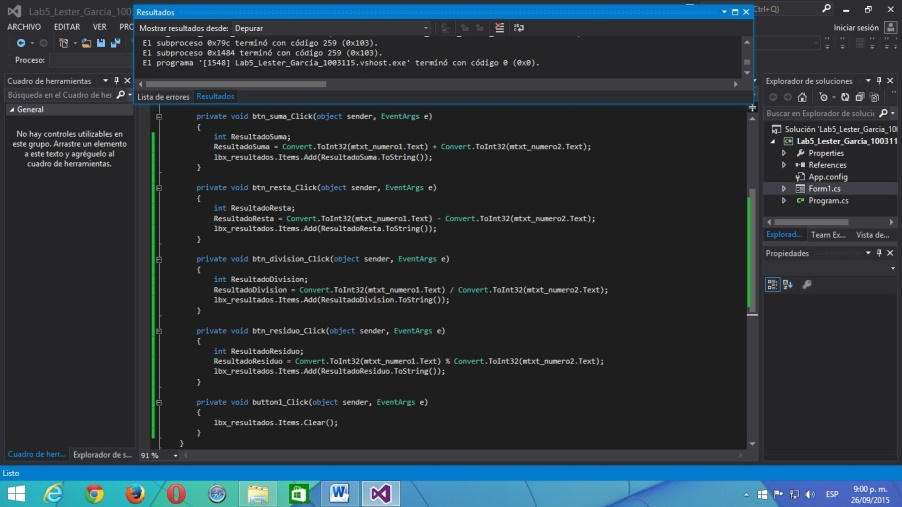 Lab5_Lester_Garcia_1003
Resultados
Ctrl+Q)
ARCHIVO EDITAR VER PRO
Mostrar resultados desde: Depurar
Iniciar sesión
El subproceso 0x79c terminó con código 259 (0x103).
El subproceso 0x1484 terminó con código 259 (0x103).
El programa '[1548] Lab5_Lester_Garcia_1003115.vshost.exe' terminó con código 0 (0x0).
Proceso:
Lista de errores Resultados
Cuadro de herramientas
Búsqueda en el Cuadro de her
General
No hay controles utilizables en
este grupo. Arrastre un elemento
a este texto y agréguelo al
cuadro de herramientas.
private void btn_suma_Click(object sender, EventArgs e)
{
int ResultadoSuma;
ResultadoSuma = Convert.ToInt32(mtxt_numero1.Text) + Convert.ToInt32(mtxt_numero2.Text);
lbx_resultados.Items.Add(ResultadoSuma.ToString());
}
private void btn_resta_Click(object sender, EventArgs e)
{
int ResultadoResta;
ResultadoResta = Convert.ToInt32(mtxt_numero1.Text) - Convert.ToInt32(mtxt_numero2.Text);
lbx_resultados.Items.Add(ResultadoResta.ToString());
}
private void btn_division_Click(object sender, EventArgs e)
{
int ResultadoDivision;
ResultadoDivision = Convert.ToInt32(mtxt_numero1.Text) / Convert.ToInt32(mtxt_numero2.Text);
lbx_resultados.Items.Add(ResultadoDivision.ToString());
}
private void btn_residuo_Click(object sender, EventArgs e)
{
int ResultadoResiduo;
ResultadoResiduo = Convert.ToInt32(mtxt_numero1.Text) % Convert.ToInt32(mtxt_numero2.Text);
lbx_resultados.Items.Add(ResultadoResiduo.ToString());
}
private void button1_Click(object sender, EventArgs e)
{
lbx_resultados.Items.Clear();
}
}
Explorador de soluciones
Buscar en Explorador de soluci
Solución 'Lab5_Lester_Garcia_10
Lab5_Lester_Garcia_100311
Properties
References
App.config
Form1.cs
Program.cs
Explorad... Team Ex... Vista de...
Propiedades
Cuadro de herr... Explorador de s...
91 %
Listo
ESP
9:00 p. m.
26/09/2015